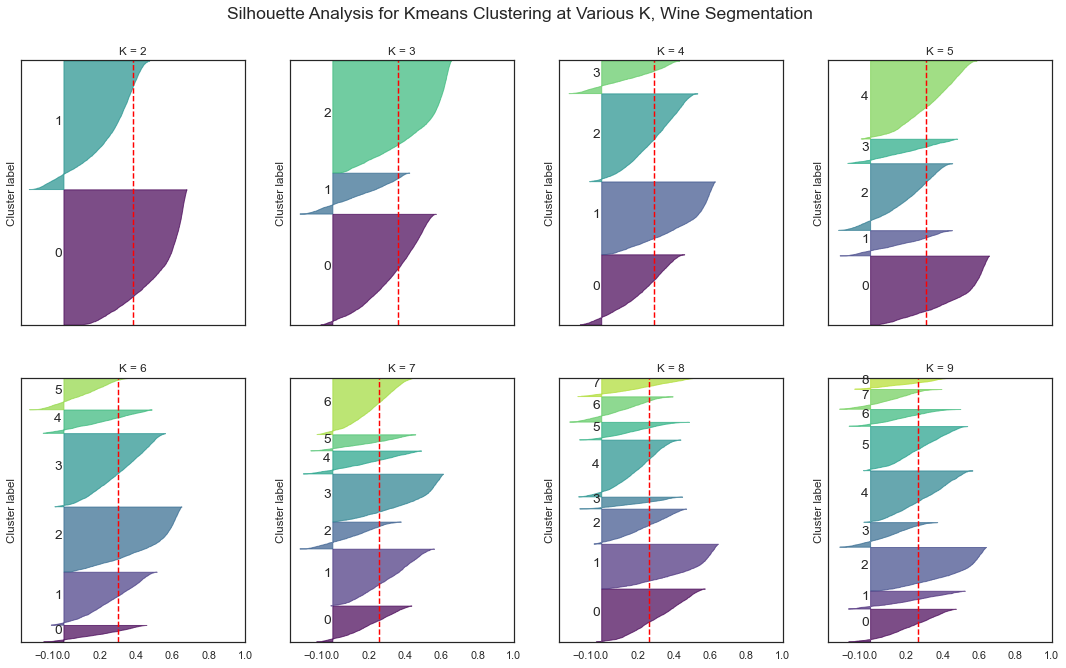 Silhouette Analysis for Kmeans Clustering at Various K, Wine Segmentation
K = 2
K = 3
K = 4
K = 5
Cluster label
1
0
Cluster label
2
1
0
Cluster label
3
2
1
0
Cluster label
4
3
2
1
0
K = 6
K = 7
K = 8
K = 9
Cluster label
5
4
3
2
1
0
Cluster label
6
5
4
3
2
1
0
Cluster label
7
6
5
4
3
2
1
0
Cluster label
8
7
6
5
4
3
2
1
0
−0.10.0 0.2 0.4 0.6 0.8 1.0
−0.10.0 0.2 0.4 0.6 0.8 1.0
−0.10.0 0.2 0.4 0.6 0.8 1.0
−0.10.0 0.2 0.4 0.6 0.8 1.0